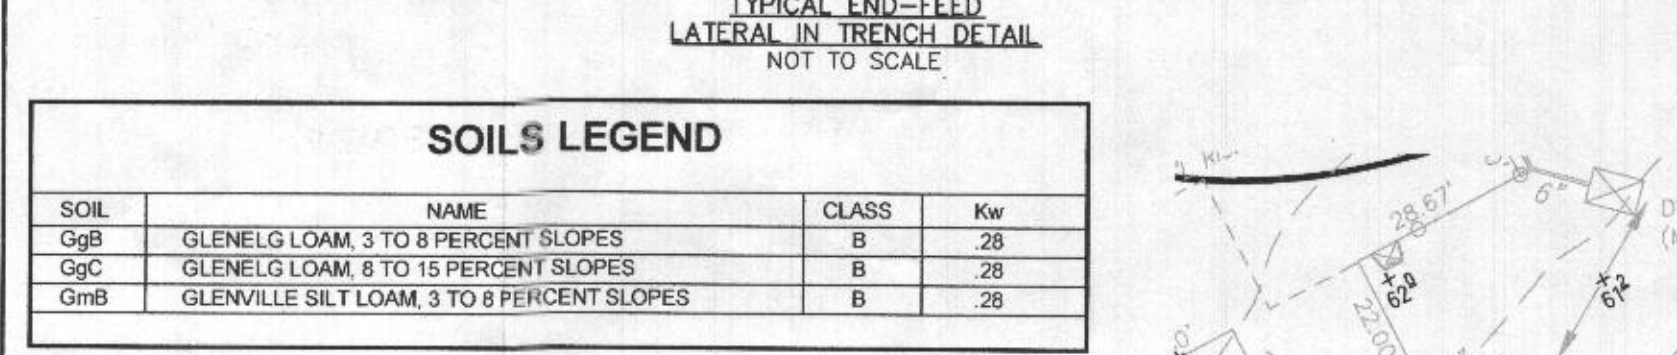 TYPICAL END-FEED
LATERAL IN TRENCH DETAIL
NOT TO SCALE
SOILS LEGEND
SOIL NAME CLASS Kw
GgB GLENELG LOAM, 3 TO 8 PERCENT SLOPES B .28
GgC GLENELG LOAM, 8 TO 15 PERCENT SLOPES B .28
GmB GLENVILLE SILT LOAM, 3 TO 8 PERCENT SLOPES B .28
28.67'
6"
+
62⁹
+
61²
22.00